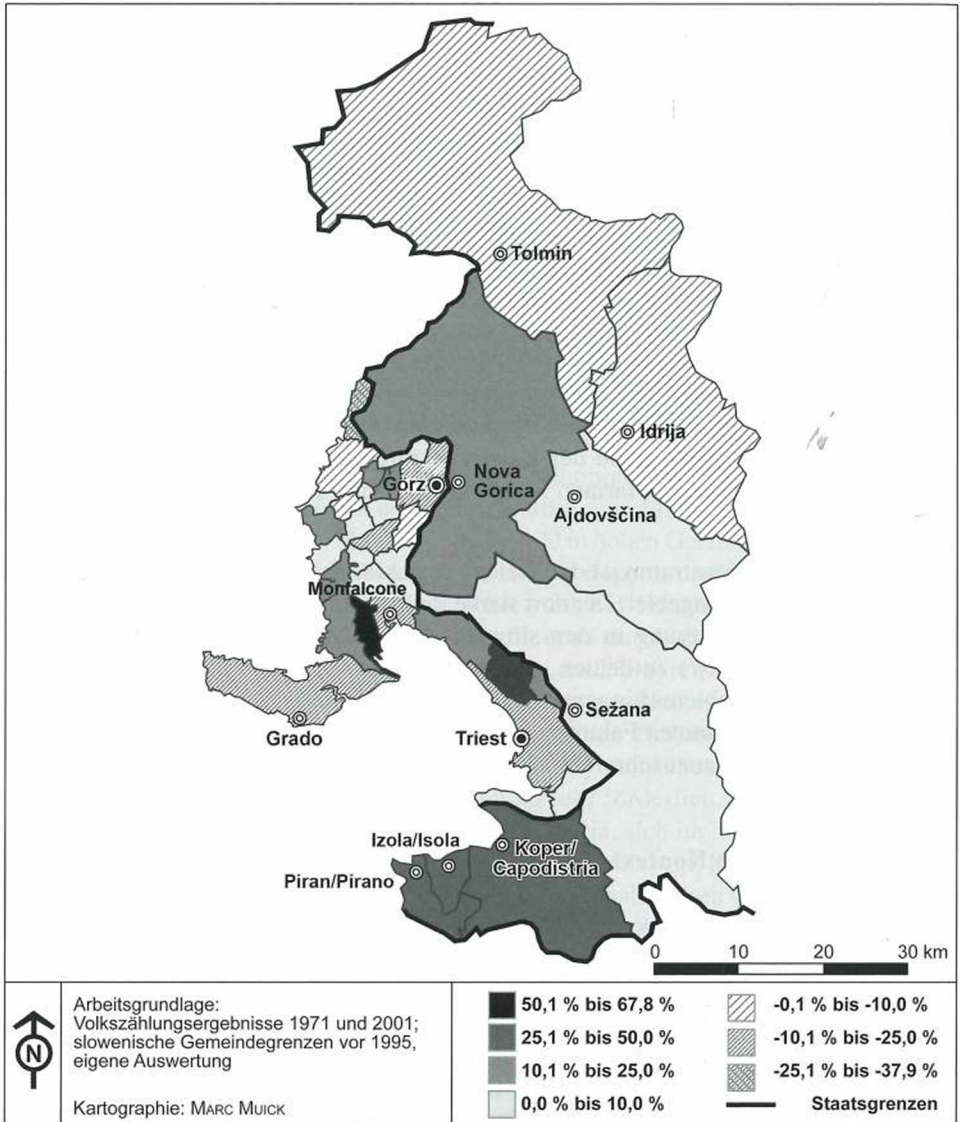 Tolmin
Idrija
Görz
Nova
Gorica
Ajdovščina
Monfalcone
Sežana
Grado
Triest
Izola/Isola
Koper/
Capodistria
Piran/Pirano
0 10 20 30 km
N
Arbeitsgrundlage:
Volkszählungsergebnisse 1971 und 2001;
slowenische Gemeindegrenzen vor 1995,
eigene Auswertung
Kartographie: MARC MUICK
50,1 % bis 67,8 %
25,1 % bis 50,0 %
10,1 % bis 25,0 %
0,0 % bis 10,0 %
-0,1 % bis -10,0 %
-10,1 % bis -25,0 %
-25,1 % bis -37,9 %
Staatsgrenzen